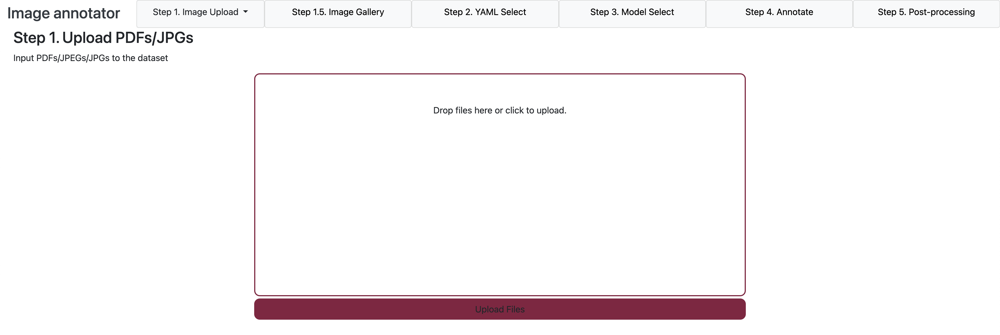 Image annotator
Step 1. Image Upload
Step 1.5. Image Gallery
Step 2. YAML Select
Step 3. Model Select
Step 4. Annotate
Step 5. Post-processing
Step 1. Upload PDFs/JPGs
Input PDFs/JPEGs/JPGs to the dataset
Drop files here or click to upload.
Upload Files